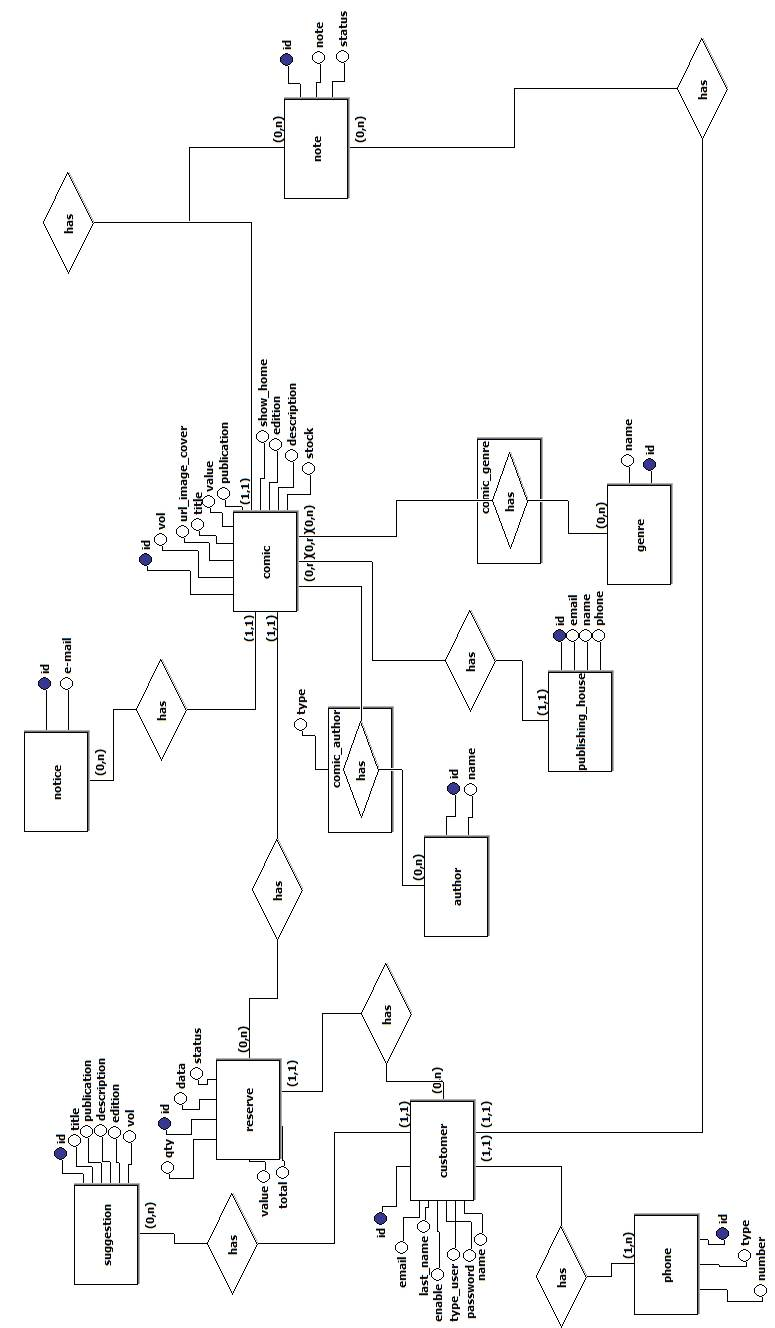 id
note
status
note
(0,n)
(0,n)
has
has
id
vol
url_image_cover
title
value
publication
show_home
edition
description
stock
comic
(1,1)
(0,n)
(0,n
(0,n
(1,1)
(1,1)
comic_genre
has
name
id
genre
(0,n)
id
email
name
phone
publishing_house
(1,1)
has
id
e-mail
notice
(0,n)
has
type
comic_author
has
id
name
author
(0,n)
has
has
status
data
id
qty
value
total
reserve
(0,n)
(1,1)
id
title
publication
description
edition
vol
suggestion
(0,n)
has
(0,n)
(1,1)
(1,1)
(1,1)
customer
id
email
last_name
enable
type_user
password
name
has
(1,n)
phone
id
type
number